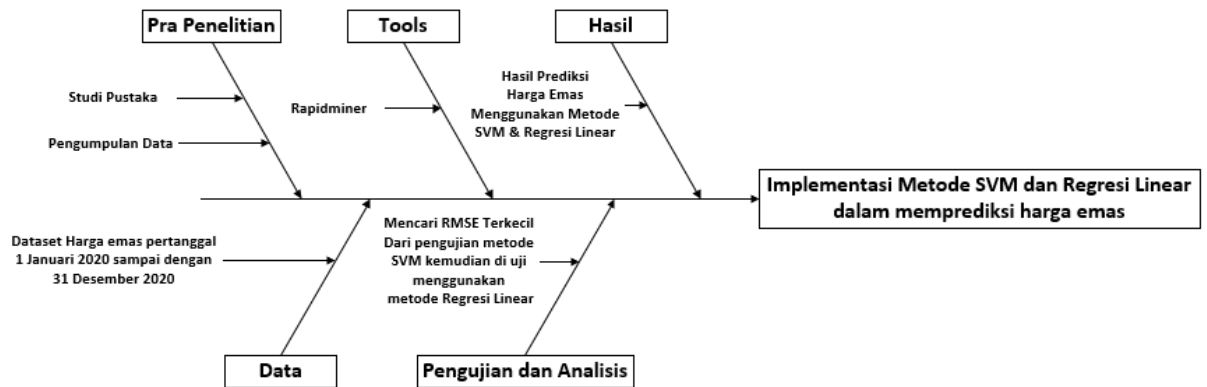 Pra Penelitian
Tools
Hasil
Studi Pustaka
Pengumpulan Data
Rapidminer
Hasil Prediksi
Harga Emas
Menggunakan Metode
SVM & Regresi Linear
Implementasi Metode SVM dan Regresi Linear
dalam memprediksi harga emas
Dataset Harga emas pertanggal
1 Januari 2020 sampai dengan
31 Desember 2020
Mencari RMSE Terkecil
Dari pengujian metode
SVM kemudian di uji
menggunakan
metode Regresi Linear
Data
Pengujian dan Analisis